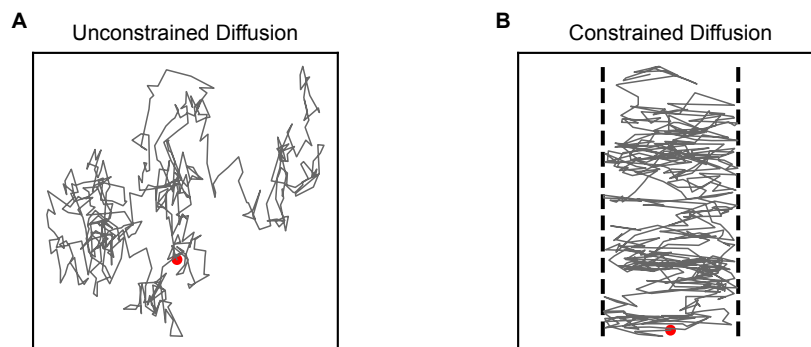 A
Unconstrained Diffusion
B
Constrained Diffusion